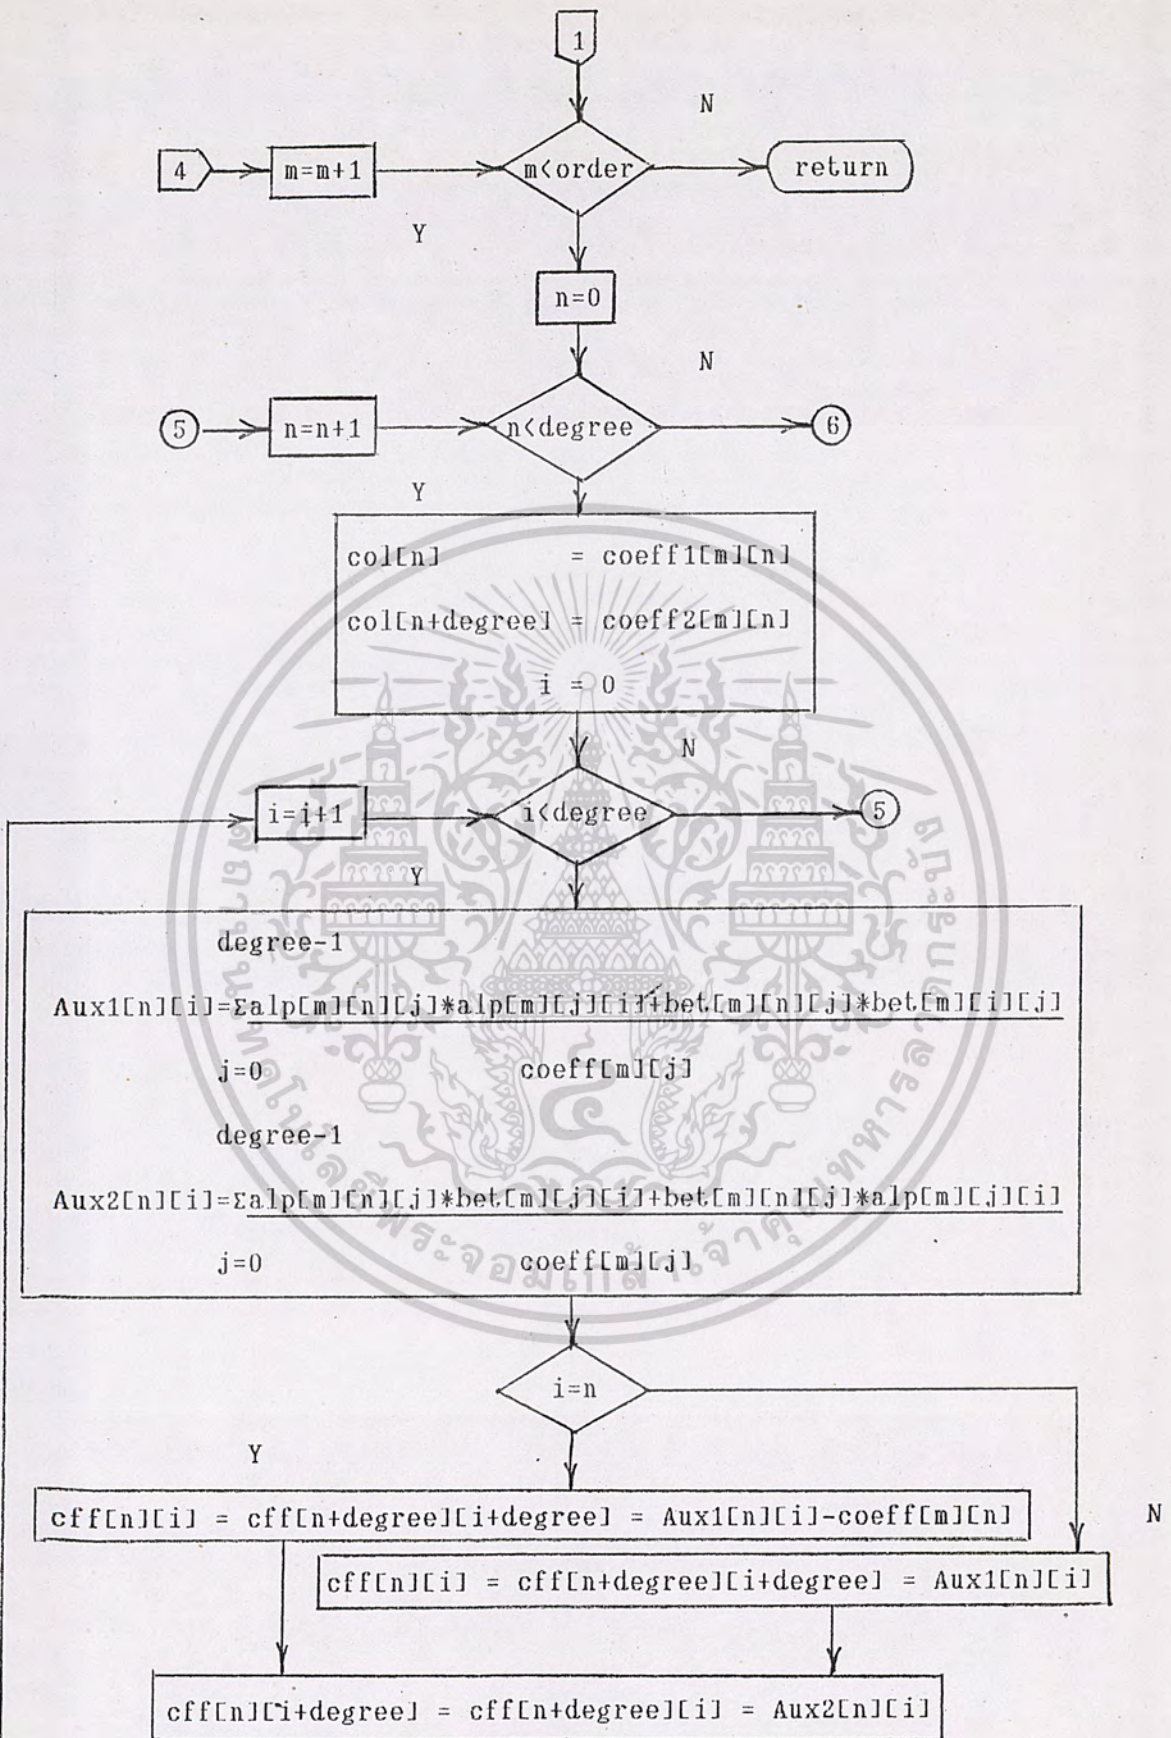 1
N
4
m=m+1
m<order
return
Y
n=0
N
5
n=n+1
n<degree
6
Y
col[n] = coeff1[m][n]
col[n+degree] = coeff2[m][n]
i = 0
N
i=i+1
i<degree
5
Y
degree-1
Aux1[n][i]=Σalp[m][n][j]*alp[m][j][i]+bet[m][n][j]*bet[m][i][j]
j=0 coeff[m][j]
degree-1
Aux2[n][i]=Σalp[m][n][j]*bet[m][j][i]+bet[m][n][j]*alp[m][j][i]
j=0 coeff[m][j]
i=n
Y
cff[n][i] = cff[n+degree][i+degree] = Aux1[n][i]-coeff[m][n]
N
cff[n][i] = cff[n+degree][i+degree] = Aux1[n][i]
cff[n][i+degree] = cff[n+degree][i] = Aux2[n][i]